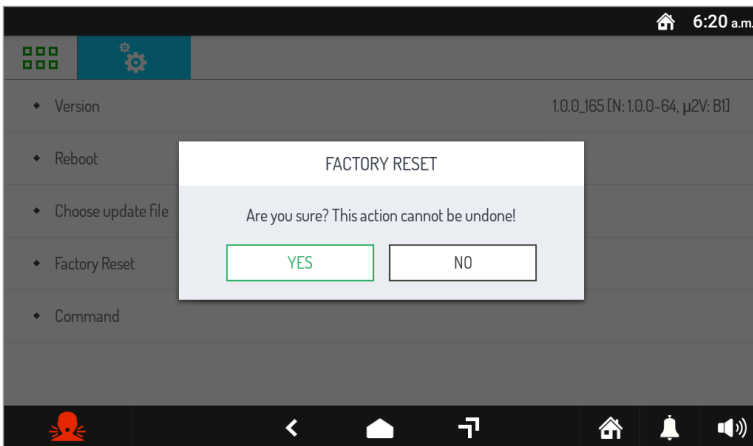 6:20 a.m.
Version
1.0.0_165 [N: 1.0.0-64, µ2V: B1]
Reboot
FACTORY RESET
Choose update file
Are you sure? This action cannot be undone!
Factory Reset
YES
NO
Command